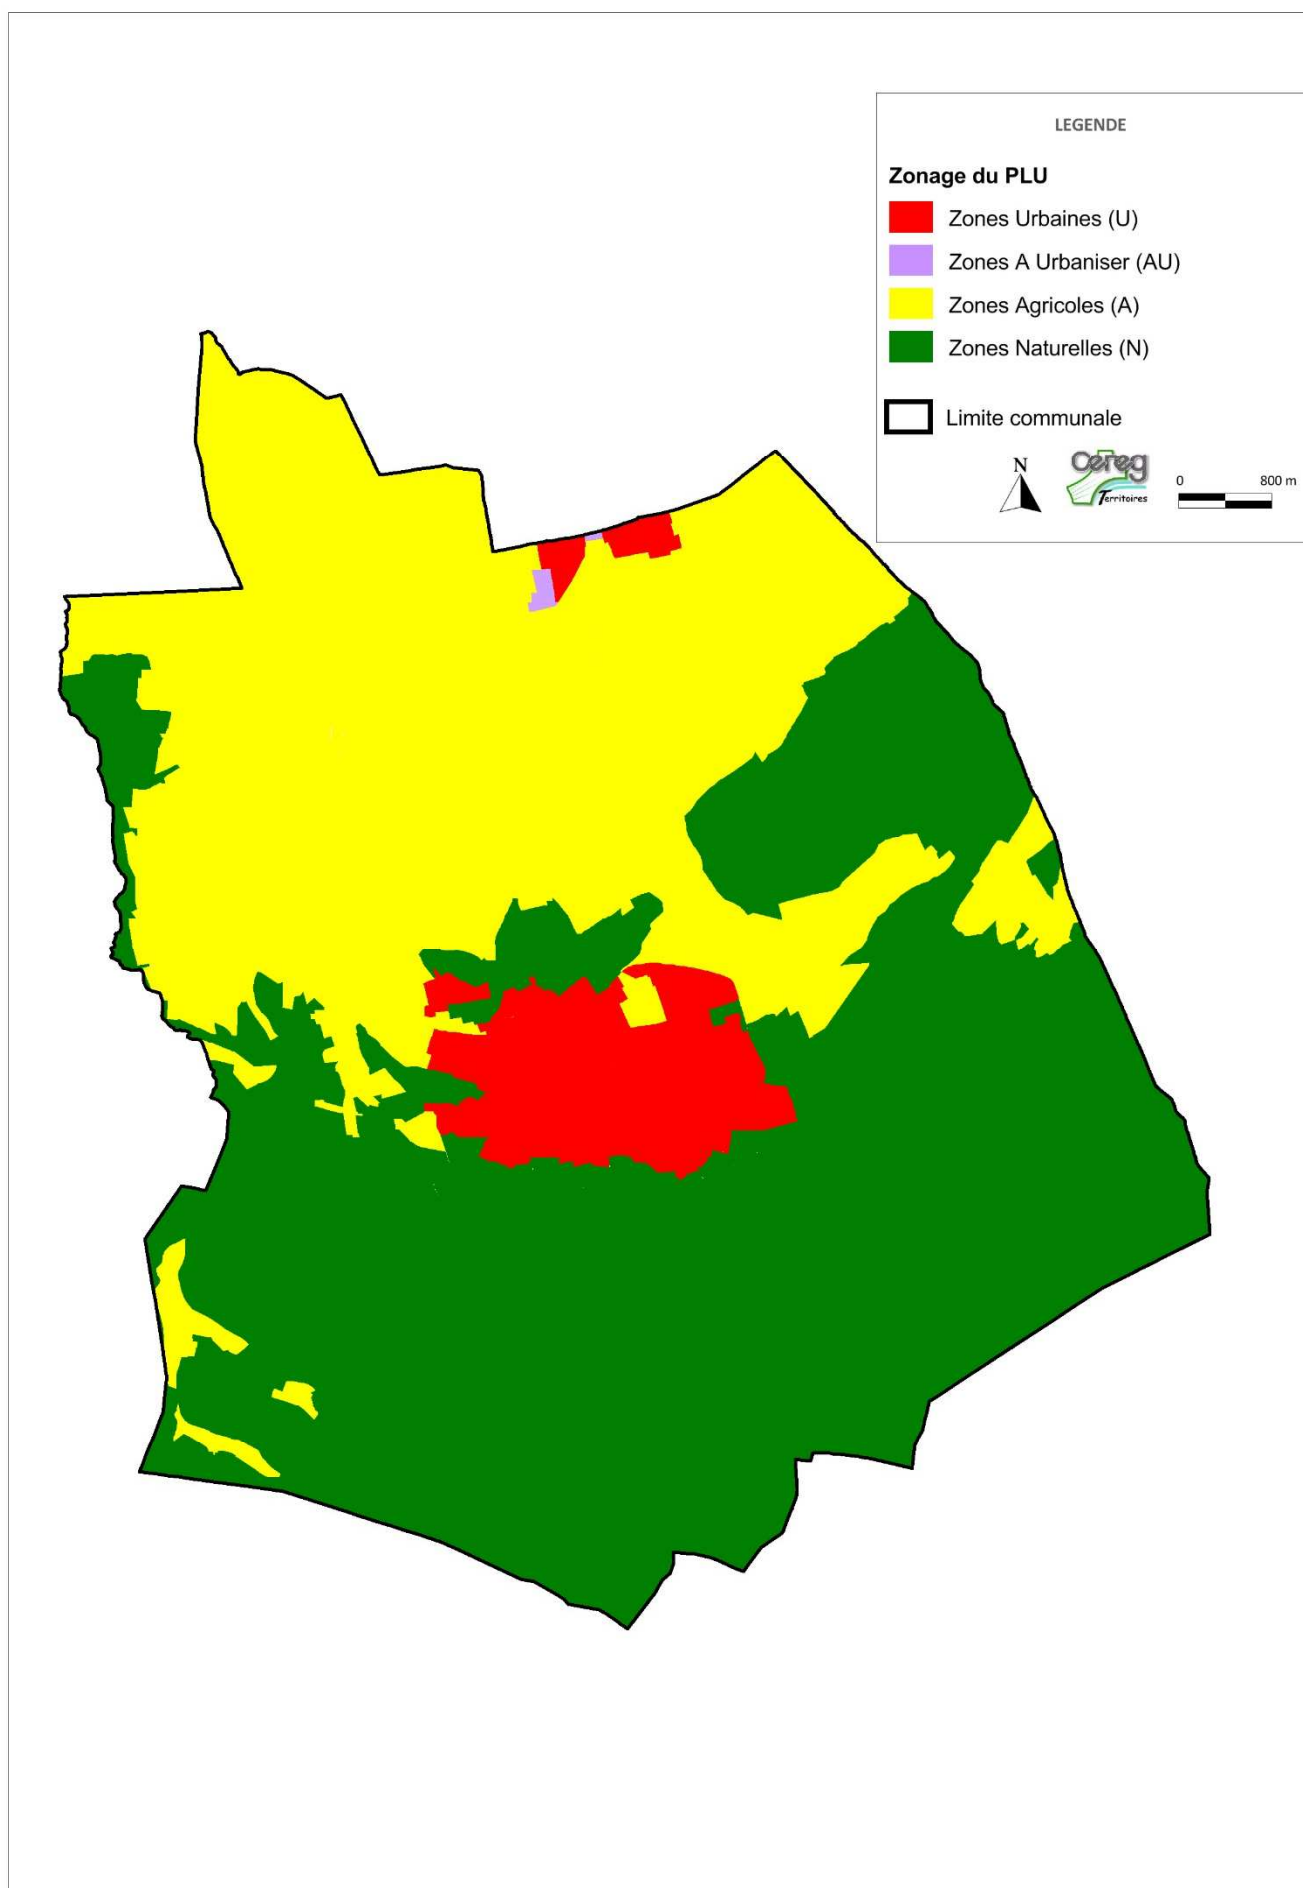 LEGENDE
Zonage du PLU
Zones Urbaines (U)
Zones A Urbaniser (AU)
Zones Agricoles (A)
Zones Naturelles (N)
Limite communale
N
Cereg
Territoires
0 800 m